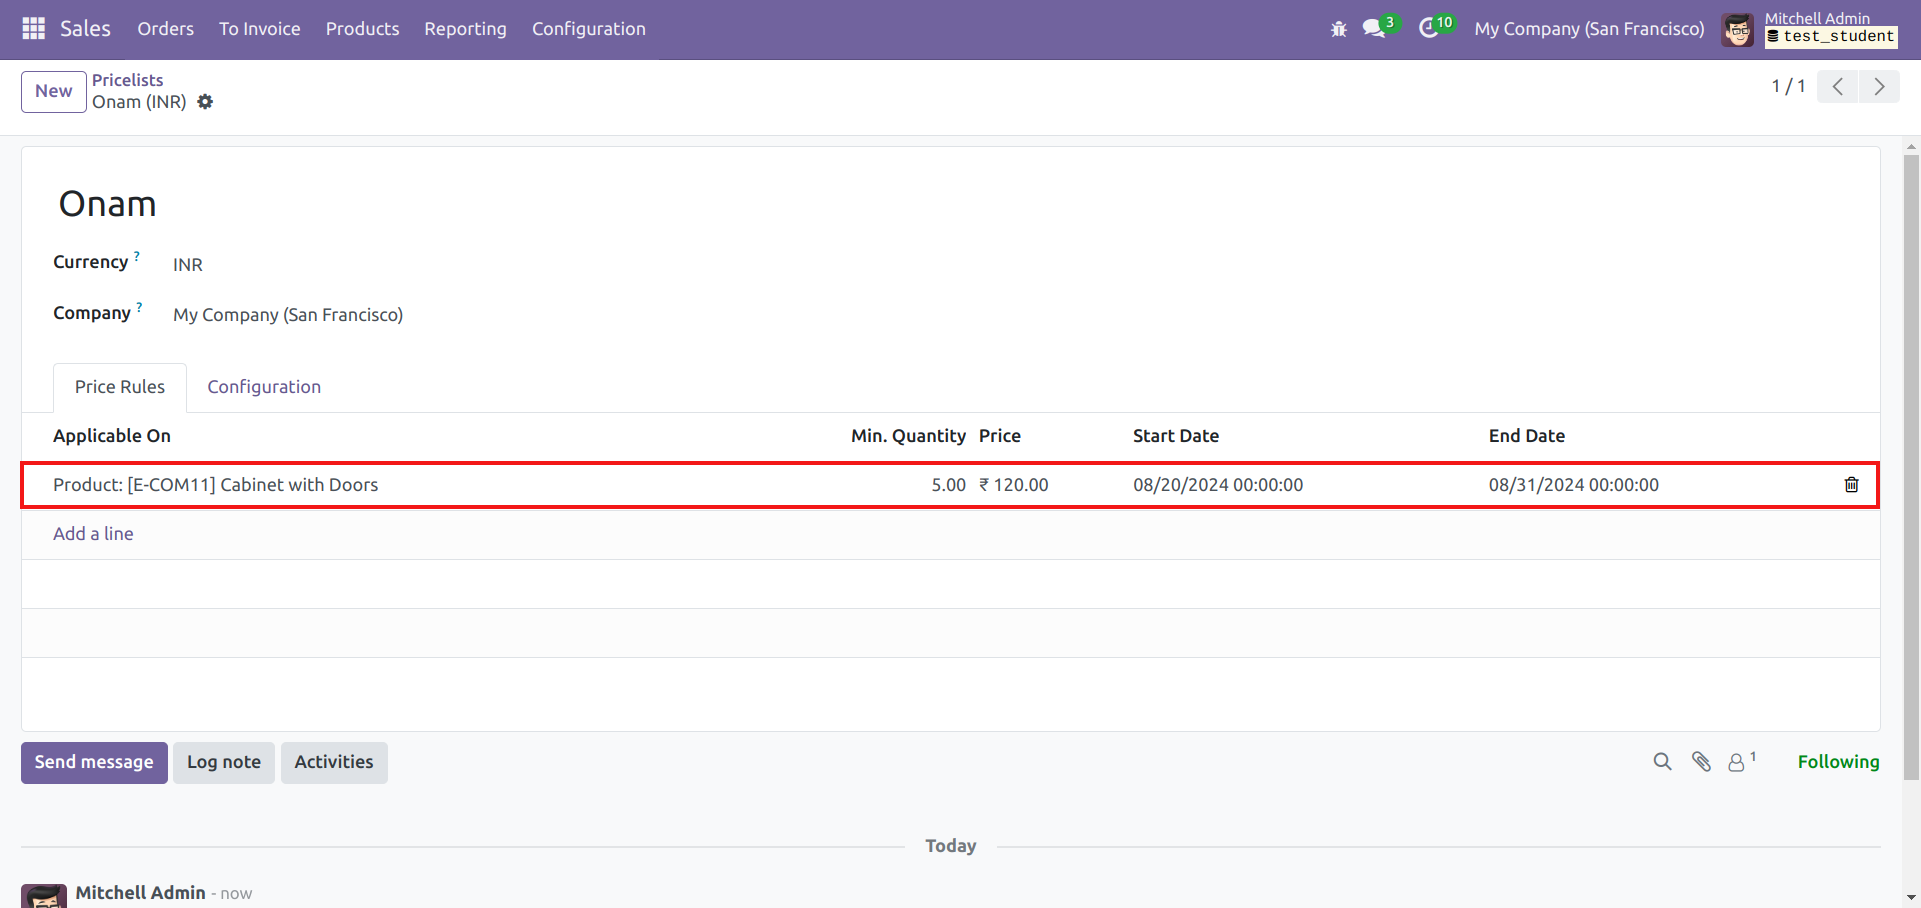 Sales Orders To Invoice Products Reporting Configuration 3 10 My Company (San Francisco) Mitchell Admin
test_student
New Pricelists 1 / 1
Onam (INR)
Onam
Currency ? INR
Company ? My Company (San Francisco)
Price Rules Configuration
Applicable On Min. Quantity Price Start Date End Date
Product: [E-COM11] Cabinet with Doors 5.00 ₹ 120.00 08/20/2024 00:00:00 08/31/2024 00:00:00
Add a line
Send message Log note Activities 1 Following
Today
Mitchell Admin - now